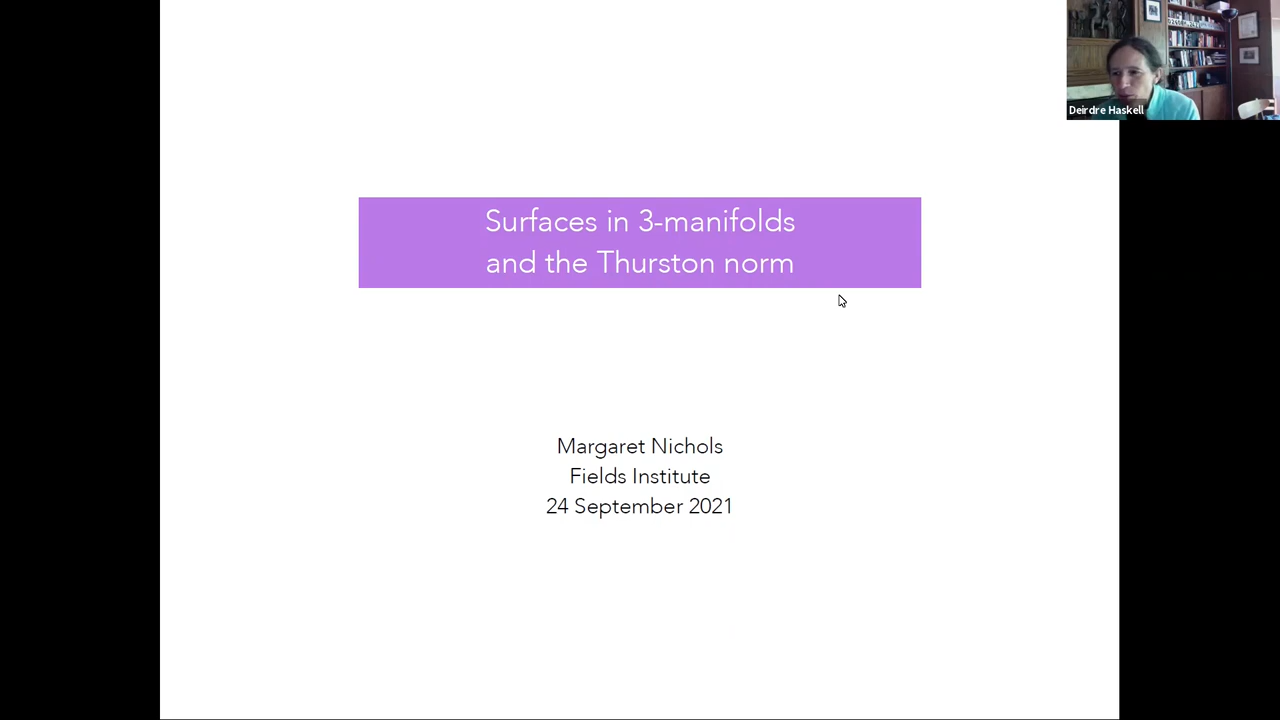 Surfaces in 3-manifolds
and the Thurston norm
Margaret Nichols
Fields Institute
24 September 2021
Deirdre Haskell